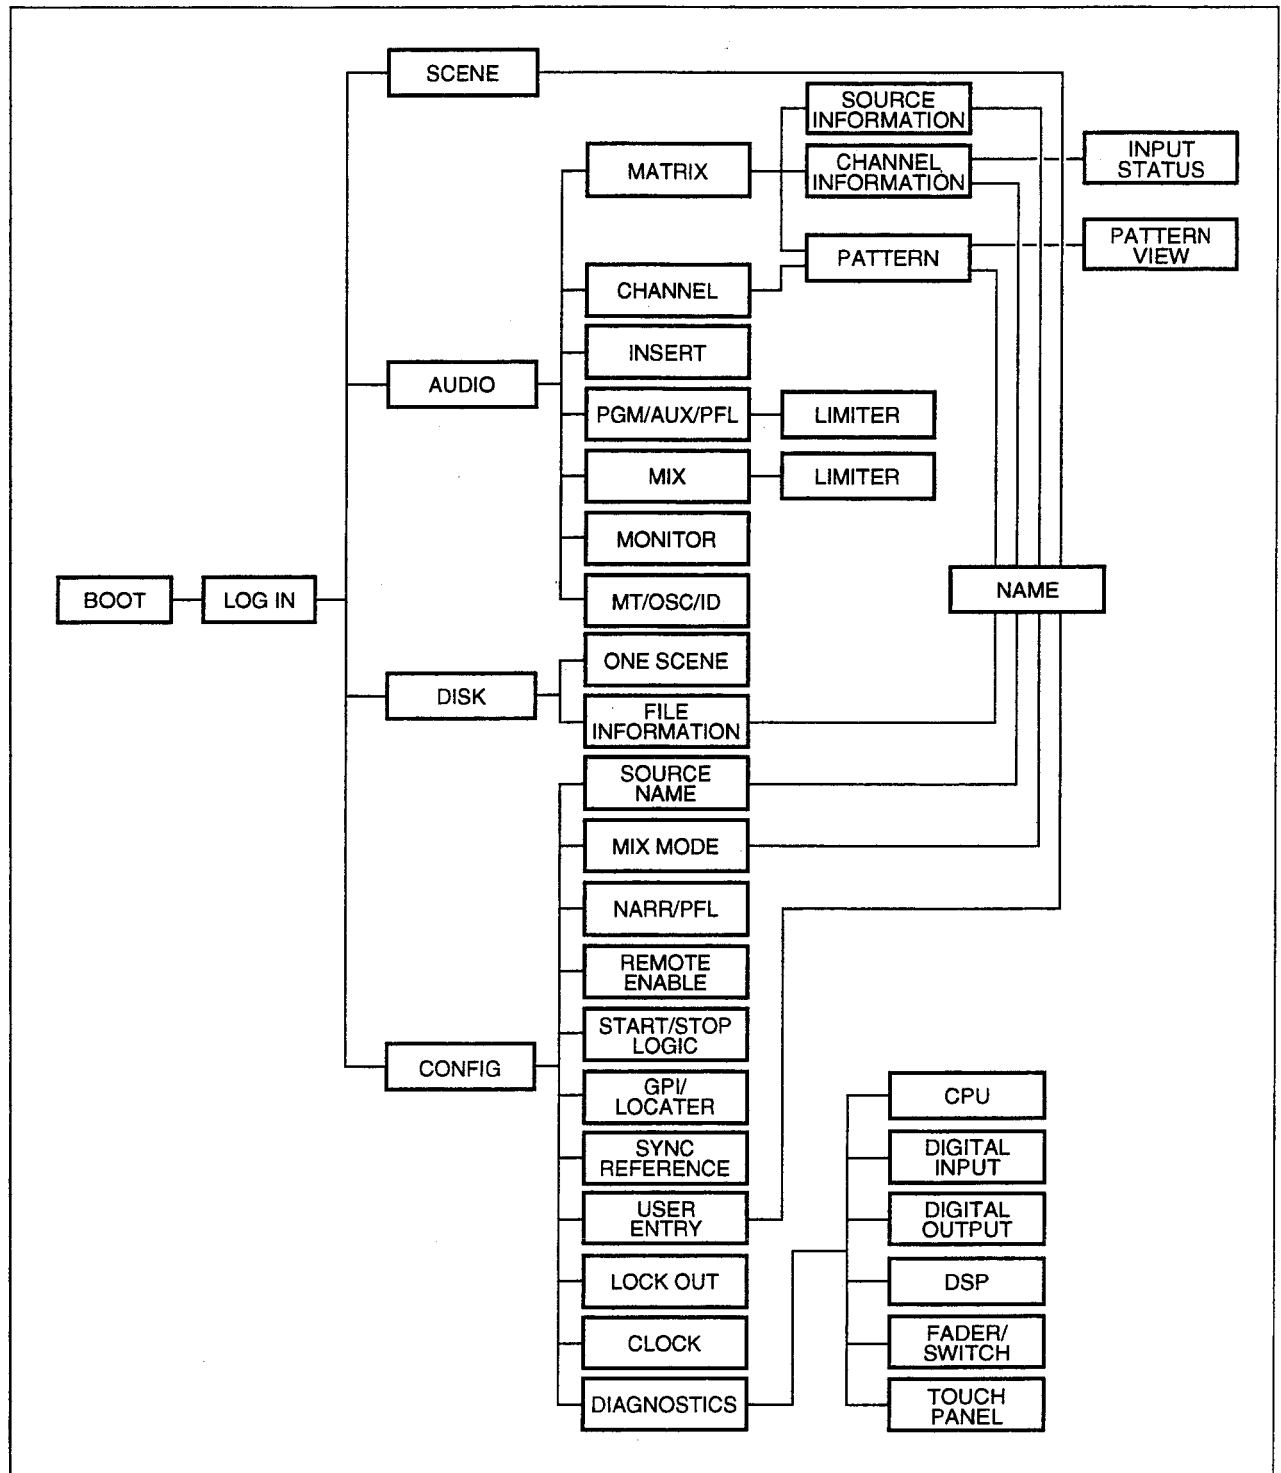 SCENE
SOURCE
INFORMATION
MATRIX
CHANNEL
INFORMATION
INPUT
STATUS
PATTERN
PATTERN
VIEW
CHANNEL
INSERT
AUDIO
PGM/AUX/PFL
LIMITER
MIX
LIMITER
MONITOR
BOOT
LOG IN
MT/OSC/ID
NAME
ONE SCENE
DISK
FILE
INFORMATION
SOURCE
NAME
MIX MODE
NARR/PFL
REMOTE
ENABLE
START/STOP
LOGIC
CONFIG
GPI/
LOCATER
CPU
SYNC
REFERENCE
DIGITAL
INPUT
USER
ENTRY
DIGITAL
OUTPUT
LOCK OUT
DSP
CLOCK
FADER/
SWITCH
DIAGNOSTICS
TOUCH
PANEL